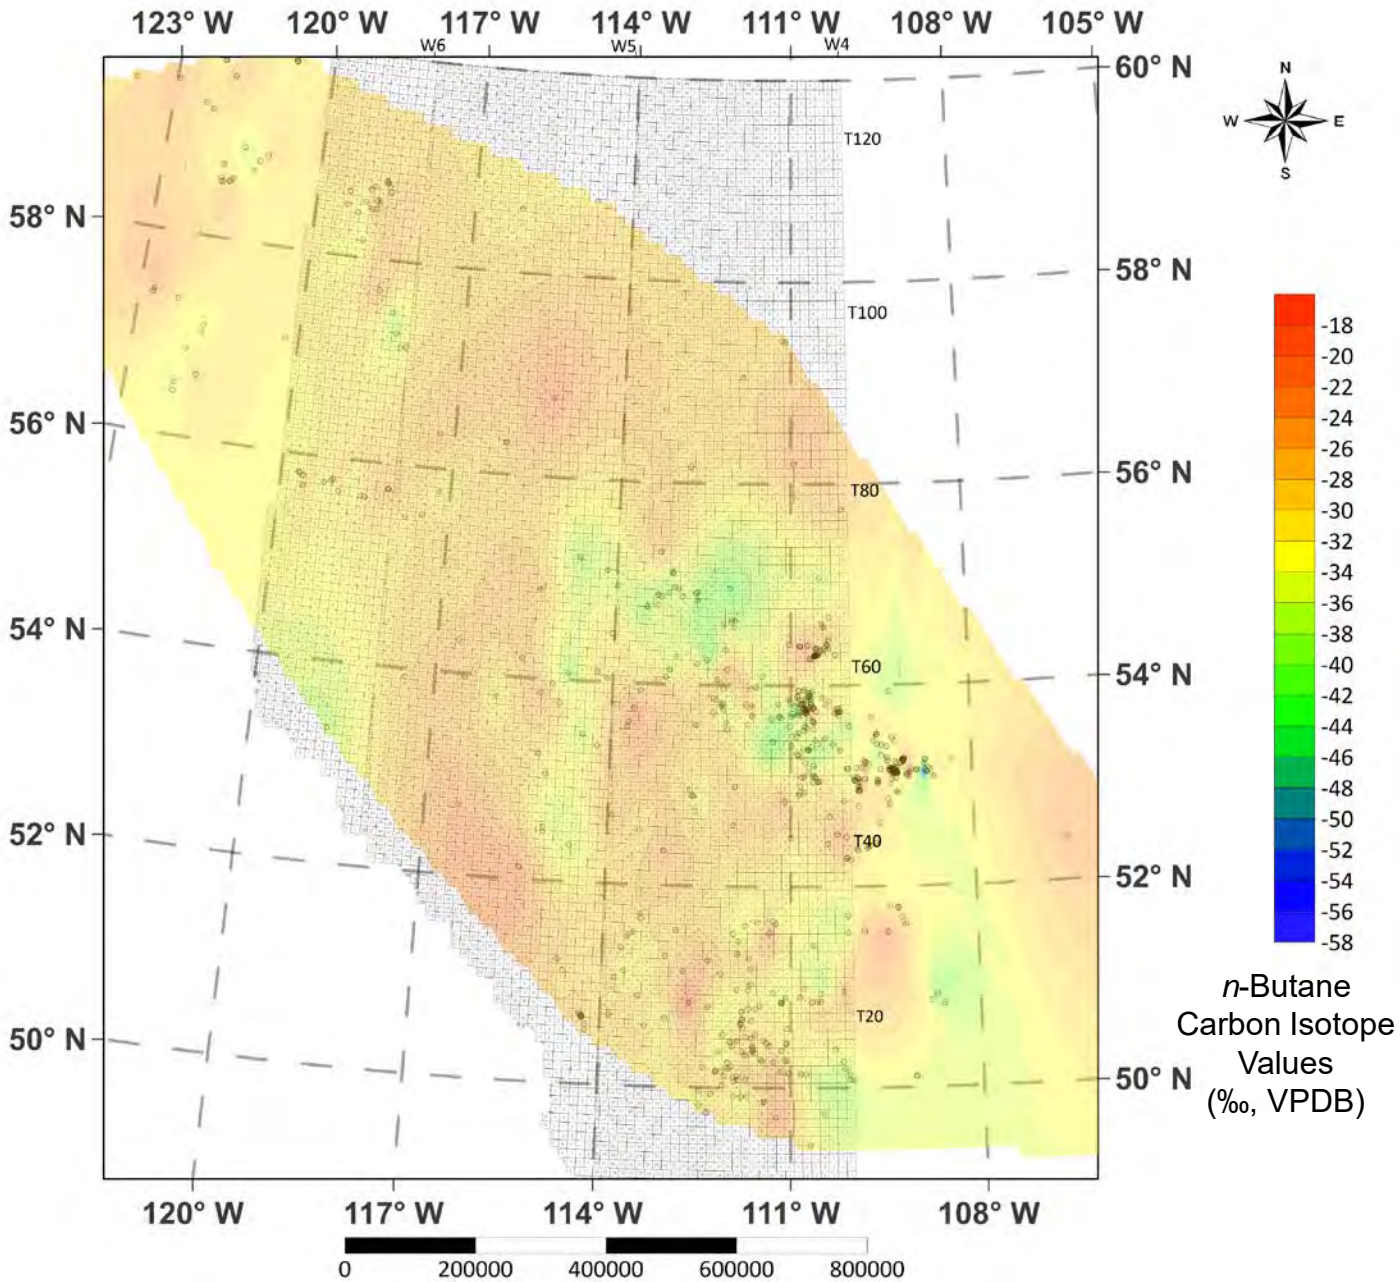 123° W 120° W 117° W 114° W 111° W 108° W 105° W
W6 W5 W4
60° N
N
W E
S
T120
58° N
58° N
T100
-18
-20
-22
-24
-26
-28
-30
-32
-34
-36
-38
-40
-42
-44
-46
-48
-50
-52
-54
-56
-58
56° N
56° N
T80
54° N
T60
54° N
52° N
T40
52° N
n-Butane
Carbon Isotope
Values
(‰, VPDB)
T20
50° N
50° N
120° W 117° W 114° W 111° W 108° W
0 200000 400000 600000 800000